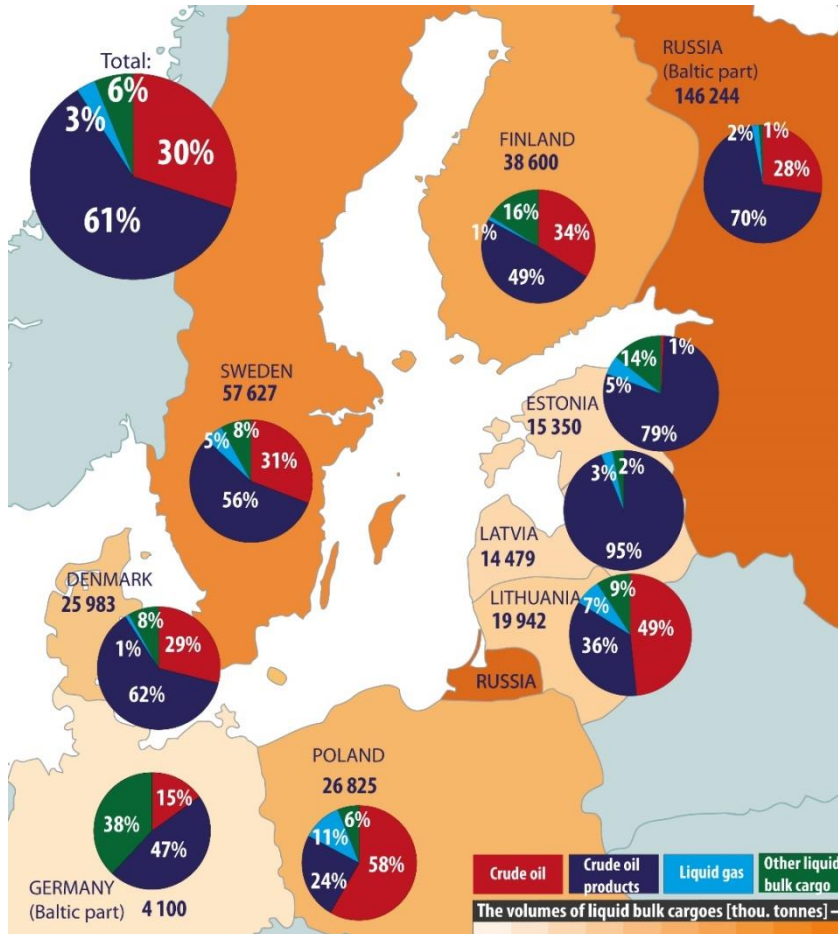 Total:
6%
3%
30%
61%
RUSSIA
(Baltic part)
146 244
2%
1%
28%
70%
FINLAND
38 600
16%
34%
1%
49%
SWEDEN
57 627
8%
5%
31%
56%
1%
14%
5%
79%
ESTONIA
15 350
3%
2%
95%
LATVIA
14 479
LITHUANIA
19 942
9%
7%
49%
36%
DENMARK
25 983
8%
29%
1%
62%
RUSSIA
POLAND
26 825
6%
11%
58%
24%
15%
38%
47%
GERMANY
(Baltic part)
4 100
Crude oil
Crude oil
products
Liquid gas
Other liquid
bulk cargo
The volumes of liquid bulk cargoes [thou. tonnes] –